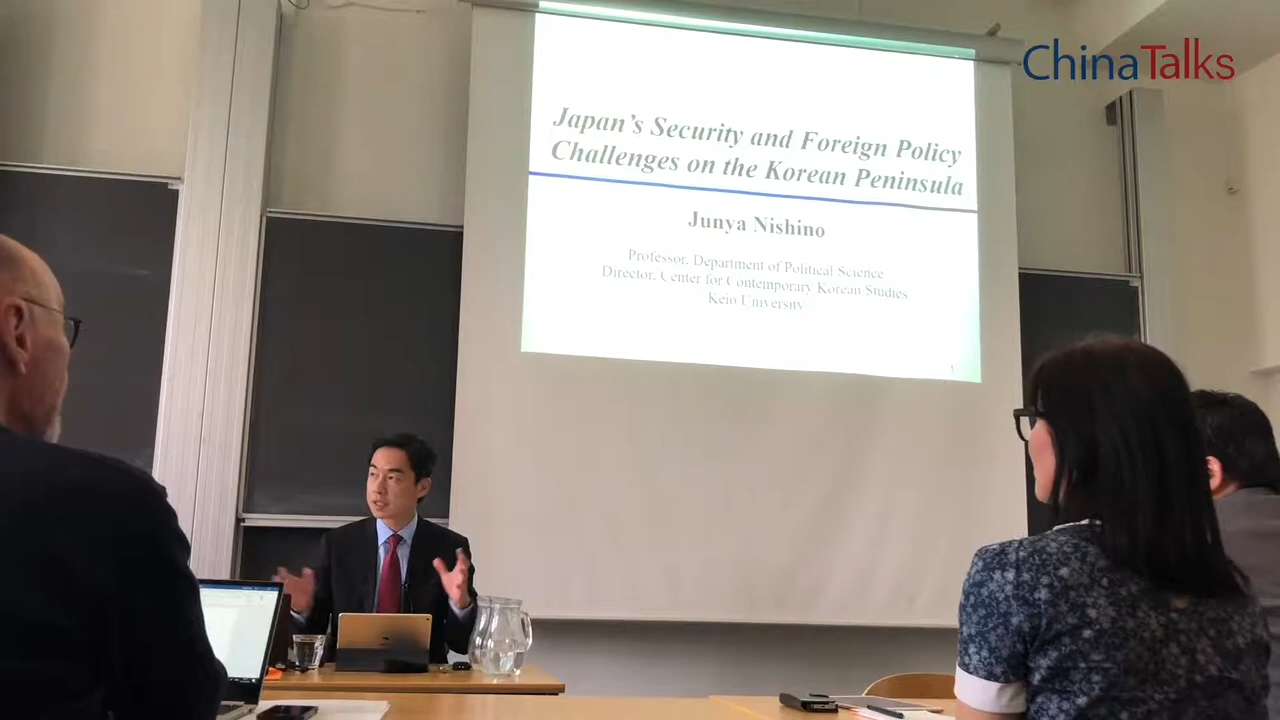 ChinaTalks
Japan's Security and Foreign Policy
Challenges on the Korean Peninsula
Junya Nishino
Professor, Department of Political Science
Director, Center for Contemporary Korean Studies
Keio University
1